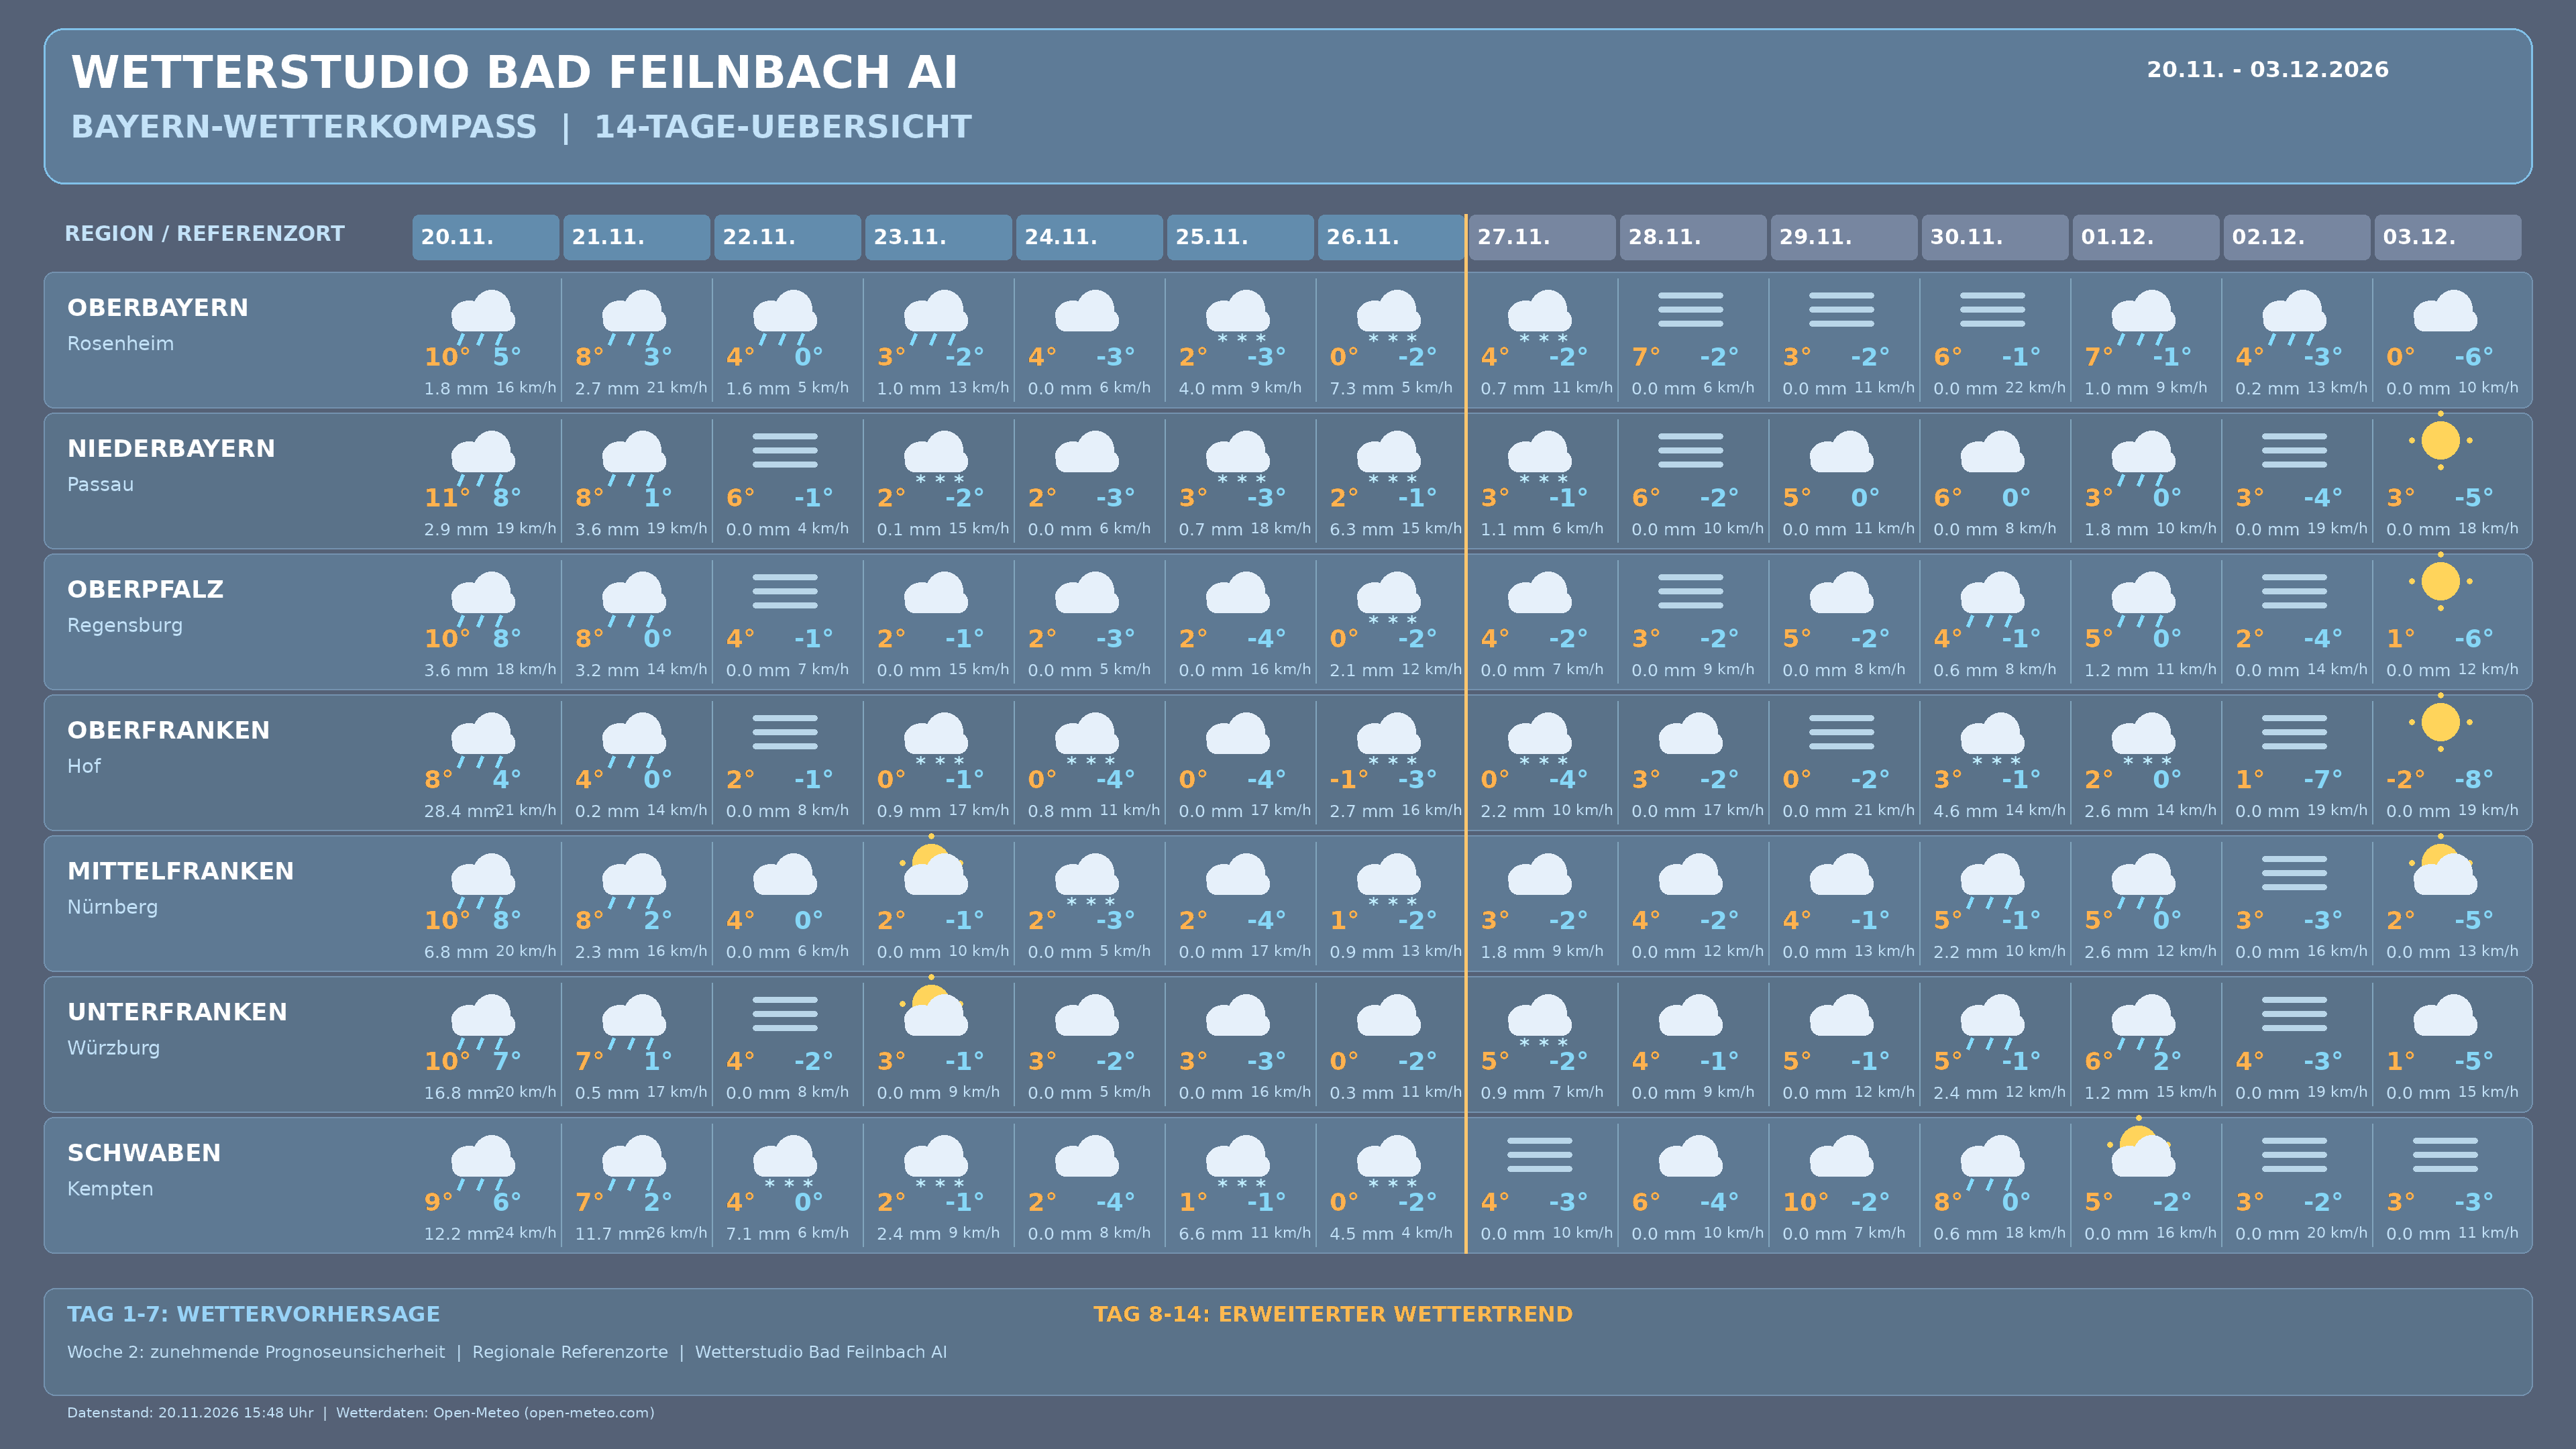 WETTERSTUDIO BAD FEILNBACH AI
20.11. - 03.12.2026
BAYERN-WETTERKOMPASS | 14-TAGE-UEBERSICHT
REGION / REFERENZORT 20.11. 21.11. 22.11. 23.11. 24.11. 25.11. 26.11. 27.11. 28.11. 29.11. 30.11. 01.12. 02.12. 03.12.
OBERBAYERN
Rosenheim
10° 5° 8° 3° 4° 0° 3° -2° 4° -3° 2° -3° 0° -2° 4° -2° 7° -2° 3° -2° 6° -1° 7° -1° 4° -3° 0° -6°
1.8 mm 16 km/h 2.7 mm 21 km/h 1.6 mm 5 km/h 1.0 mm 13 km/h 0.0 mm 6 km/h 4.0 mm 9 km/h 7.3 mm 5 km/h 0.7 mm 11 km/h 0.0 mm 6 km/h 0.0 mm 11 km/h 0.0 mm 22 km/h 1.0 mm 9 km/h 0.2 mm 13 km/h 0.0 mm 10 km/h
NIEDERBAYERN
Passau
11° 8° 8° 1° 6° -1° 2° -2° 2° -3° 3° -3° 2° -1° 3° -1° 6° -2° 5° 0° 6° 0° 3° 0° 3° -4° 3° -5°
2.9 mm 19 km/h 3.6 mm 19 km/h 0.0 mm 4 km/h 0.1 mm 15 km/h 0.0 mm 6 km/h 0.7 mm 18 km/h 6.3 mm 15 km/h 1.1 mm 6 km/h 0.0 mm 10 km/h 0.0 mm 11 km/h 0.0 mm 8 km/h 1.8 mm 10 km/h 0.0 mm 19 km/h 0.0 mm 18 km/h
OBERPFALZ
Regensburg
10° 8° 8° 0° 4° -1° 2° -1° 2° -3° 2° -4° 0° -2° 4° -2° 3° -2° 5° -2° 4° -1° 5° 0° 2° -4° 1° -6°
3.6 mm 18 km/h 3.2 mm 14 km/h 0.0 mm 7 km/h 0.0 mm 15 km/h 0.0 mm 5 km/h 0.0 mm 16 km/h 2.1 mm 12 km/h 0.0 mm 7 km/h 0.0 mm 9 km/h 0.0 mm 8 km/h 0.6 mm 8 km/h 1.2 mm 11 km/h 0.0 mm 14 km/h 0.0 mm 12 km/h
OBERFRANKEN
Hof
8° 4° 4° 0° 2° -1° 0° -1° 0° -4° 0° -4° -1° -3° 0° -4° 3° -2° 0° -2° 3° -1° 2° 0° 1° -7° -2° -8°
28.4 mm 21 km/h 0.2 mm 14 km/h 0.0 mm 8 km/h 0.9 mm 17 km/h 0.8 mm 11 km/h 0.0 mm 17 km/h 2.7 mm 16 km/h 2.2 mm 10 km/h 0.0 mm 17 km/h 0.0 mm 21 km/h 4.6 mm 14 km/h 2.6 mm 14 km/h 0.0 mm 19 km/h 0.0 mm 19 km/h
MITTELFRANKEN
Nürnberg
10° 8° 8° 2° 4° 0° 2° -1° 2° -3° 2° -4° 1° -2° 3° -2° 4° -2° 4° -1° 5° -1° 5° 0° 3° -3° 2° -5°
6.8 mm 20 km/h 2.3 mm 16 km/h 0.0 mm 6 km/h 0.0 mm 10 km/h 0.0 mm 5 km/h 0.0 mm 17 km/h 0.9 mm 13 km/h 1.8 mm 9 km/h 0.0 mm 12 km/h 0.0 mm 13 km/h 2.2 mm 10 km/h 2.6 mm 12 km/h 0.0 mm 16 km/h 0.0 mm 13 km/h
UNTERFRANKEN
Würzburg
10° 7° 7° 1° 4° -2° 3° -1° 3° -2° 3° -3° 0° -2° 5° -2° 4° -1° 5° -1° 5° -1° 6° 2° 4° -3° 1° -5°
16.8 mm 20 km/h 0.5 mm 17 km/h 0.0 mm 8 km/h 0.0 mm 9 km/h 0.0 mm 5 km/h 0.0 mm 16 km/h 0.3 mm 11 km/h 0.9 mm 7 km/h 0.0 mm 9 km/h 0.0 mm 12 km/h 2.4 mm 12 km/h 1.2 mm 15 km/h 0.0 mm 19 km/h 0.0 mm 15 km/h
SCHWABEN
Kempten
9° 6° 7° 2° 4° 0° 2° -1° 2° -4° 1° -1° 0° -2° 4° -3° 6° -4° 10° -2° 8° 0° 5° -2° 3° -2° 3° -3°
12.2 mm 24 km/h 11.7 mm 26 km/h 7.1 mm 6 km/h 2.4 mm 9 km/h 0.0 mm 8 km/h 6.6 mm 11 km/h 4.5 mm 4 km/h 0.0 mm 10 km/h 0.0 mm 10 km/h 0.0 mm 7 km/h 0.6 mm 18 km/h 0.0 mm 16 km/h 0.0 mm 20 km/h 0.0 mm 11 km/h
TAG 1-7: WETTERVORHERSAGE TAG 8-14: ERWEITERTER WETTERTREND
Woche 2: zunehmende Prognoseunsicherheit | Regionale Referenzorte | Wetterstudio Bad Feilnbach AI
Datenstand: 20.11.2026 15:48 Uhr | Wetterdaten: Open-Meteo (open-meteo.com)